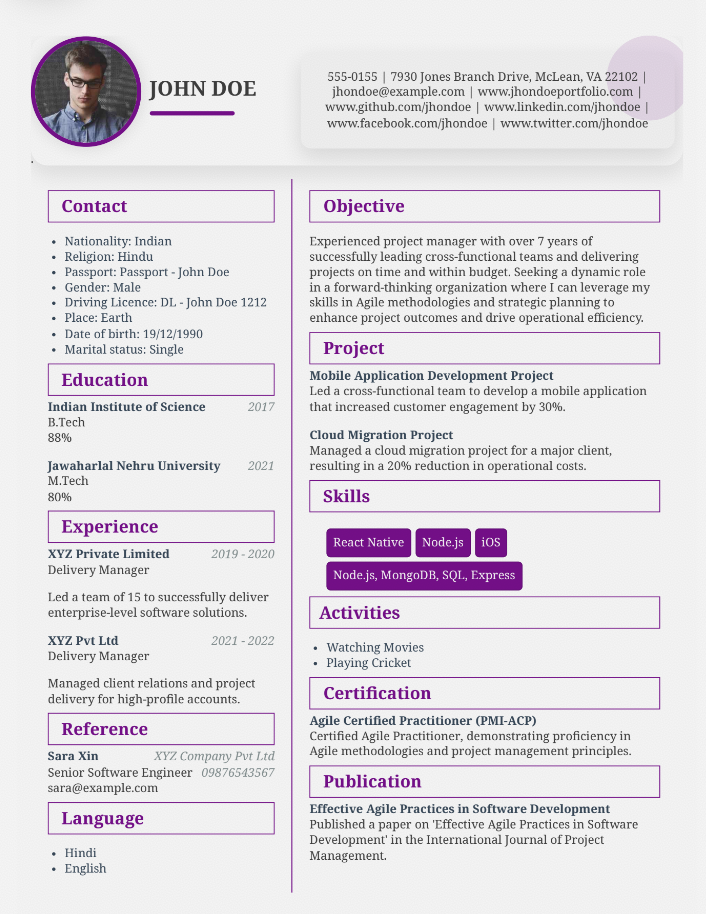 JOHN DOE
555-0155 | 7930 Jones Branch Drive, McLean, VA 22102 |
jhondoe@example.com | www.jhondoeportfolio.com |
www.github.com/jhondoe | www.linkedin.com/jhondoe |
www.facebook.com/jhondoe | www.twitter.com/jhondoe
Contact
• Nationality: Indian
• Religion: Hindu
• Passport: Passport - John Doe
• Gender: Male
• Driving Licence: DL - John Doe 1212
• Place: Earth
• Date of birth: 19/12/1990
• Marital status: Single
Education
Indian Institute of Science 2017
B.Tech
88%
Jawaharlal Nehru University 2021
M.Tech
80%
Experience
XYZ Private Limited 2019 - 2020
Delivery Manager
Led a team of 15 to successfully deliver
enterprise-level software solutions.
XYZ Pvt Ltd 2021 - 2022
Delivery Manager
Managed client relations and project
delivery for high-profile accounts.
Reference
Sara Xin XYZ Company Pvt Ltd
Senior Software Engineer 09876543567
sara@example.com
Language
• Hindi
• English
Objective
Experienced project manager with over 7 years of
successfully leading cross-functional teams and delivering
projects on time and within budget. Seeking a dynamic role
in a forward-thinking organization where I can leverage my
skills in Agile methodologies and strategic planning to
enhance project outcomes and drive operational efficiency.
Project
Mobile Application Development Project
Led a cross-functional team to develop a mobile application
that increased customer engagement by 30%.
Cloud Migration Project
Managed a cloud migration project for a major client,
resulting in a 20% reduction in operational costs.
Skills
React Native Node.js iOS
Node.js, MongoDB, SQL, Express
Activities
• Watching Movies
• Playing Cricket
Certification
Agile Certified Practitioner (PMI-ACP)
Certified Agile Practitioner, demonstrating proficiency in
Agile methodologies and project management principles.
Publication
Effective Agile Practices in Software Development
Published a paper on 'Effective Agile Practices in Software
Development' in the International Journal of Project
Management.